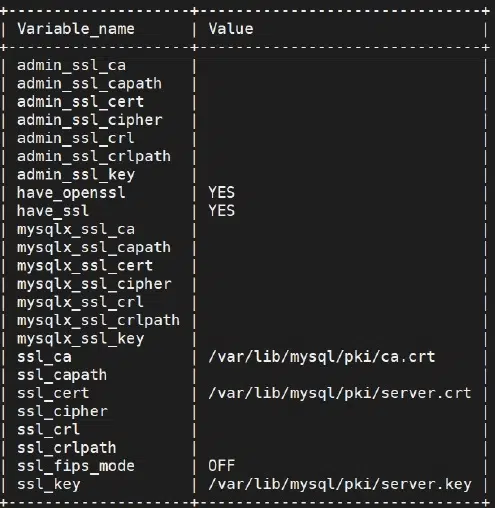 +--------------------+-------------------------------+
| Variable_name      | Value                         |
+--------------------+-------------------------------+
| admin_ssl_ca       |                               |
| admin_ssl_capath   |                               |
| admin_ssl_cert     |                               |
| admin_ssl_cipher   |                               |
| admin_ssl_crl      |                               |
| admin_ssl_crlpath  |                               |
| admin_ssl_key      |                               |
| have_openssl       | YES                           |
| have_ssl           | YES                           |
| mysqlx_ssl_ca      |                               |
| mysqlx_ssl_capath  |                               |
| mysqlx_ssl_cert    |                               |
| mysqlx_ssl_cipher  |                               |
| mysqlx_ssl_crl     |                               |
| mysqlx_ssl_crlpath |                               |
| mysqlx_ssl_key     |                               |
| ssl_ca             | /var/lib/mysql/pki/ca.crt     |
| ssl_capath         |                               |
| ssl_cert           | /var/lib/mysql/pki/server.crt |
| ssl_cipher         |                               |
| ssl_crl            |                               |
| ssl_crlpath        |                               |
| ssl_fips_mode      | OFF                           |
| ssl_key            | /var/lib/mysql/pki/server.key |
+--------------------+-------------------------------+